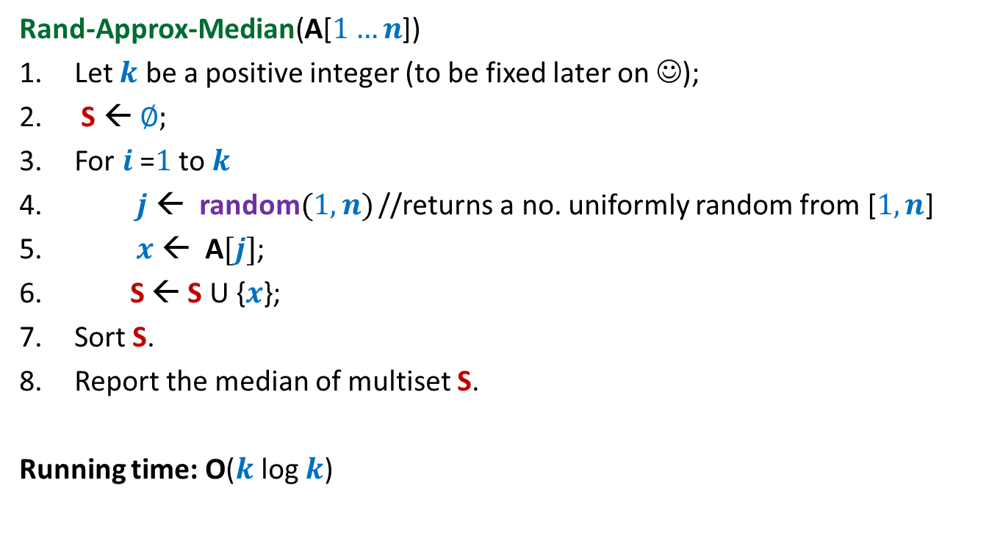 Rand-Approx-Median(A[1 … n])
1. Let k be a positive integer (to be fixed later on ☺);
2. S ← ∅;
3. For i =1 to k
4. j ← random(1, n) //returns a no. uniformly random from [1, n]
5. x ← A[j];
6. S ← S U {x};
7. Sort S.
8. Report the median of multiset S.
Running time: O(k log k)